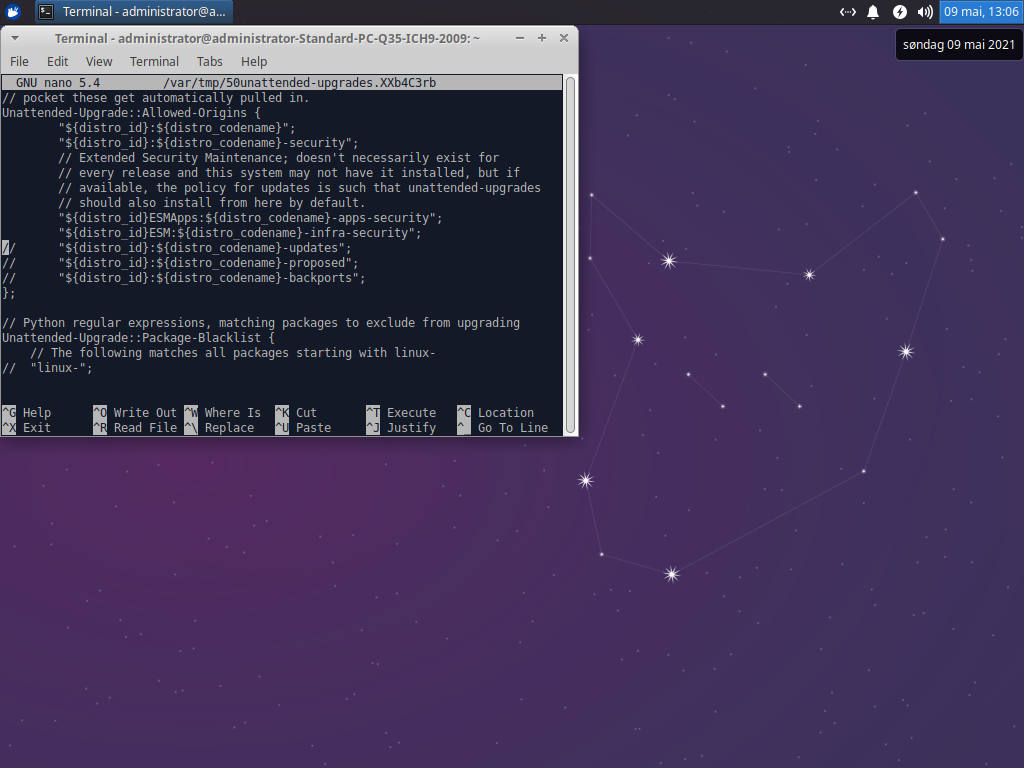 Terminal - administrator@a...
09 mai, 13:06
søndag 09 mai 2021
Terminal - administrator@administrator-Standard-PC-Q35-ICH9-2009: ~
File Edit View Terminal Tabs Help
GNU nano 5.4 /var/tmp/50unattended-upgrades.XXb4C3rb
// pocket these get automatically pulled in.
Unattended-Upgrade::Allowed-Origins {
        "${distro_id}:${distro_codename}";
        "${distro_id}:${distro_codename}-security";
        // Extended Security Maintenance; doesn't necessarily exist for
        // every release and this system may not have it installed, but if
        // available, the policy for updates is such that unattended-upgrades
        // should also install from here by default.
        "${distro_id}ESMApps:${distro_codename}-apps-security";
        "${distro_id}ESM:${distro_codename}-infra-security";
//      "${distro_id}:${distro_codename}-updates";
//      "${distro_id}:${distro_codename}-proposed";
//      "${distro_id}:${distro_codename}-backports";
};
// Python regular expressions, matching packages to exclude from upgrading
Unattended-Upgrade::Package-Blacklist {
    // The following matches all packages starting with linux-
//  "linux-";
^G Help ^O Write Out ^W Where Is ^K Cut ^T Execute ^C Location
^X Exit ^R Read File ^\ Replace ^U Paste ^J Justify ^_ Go To Line